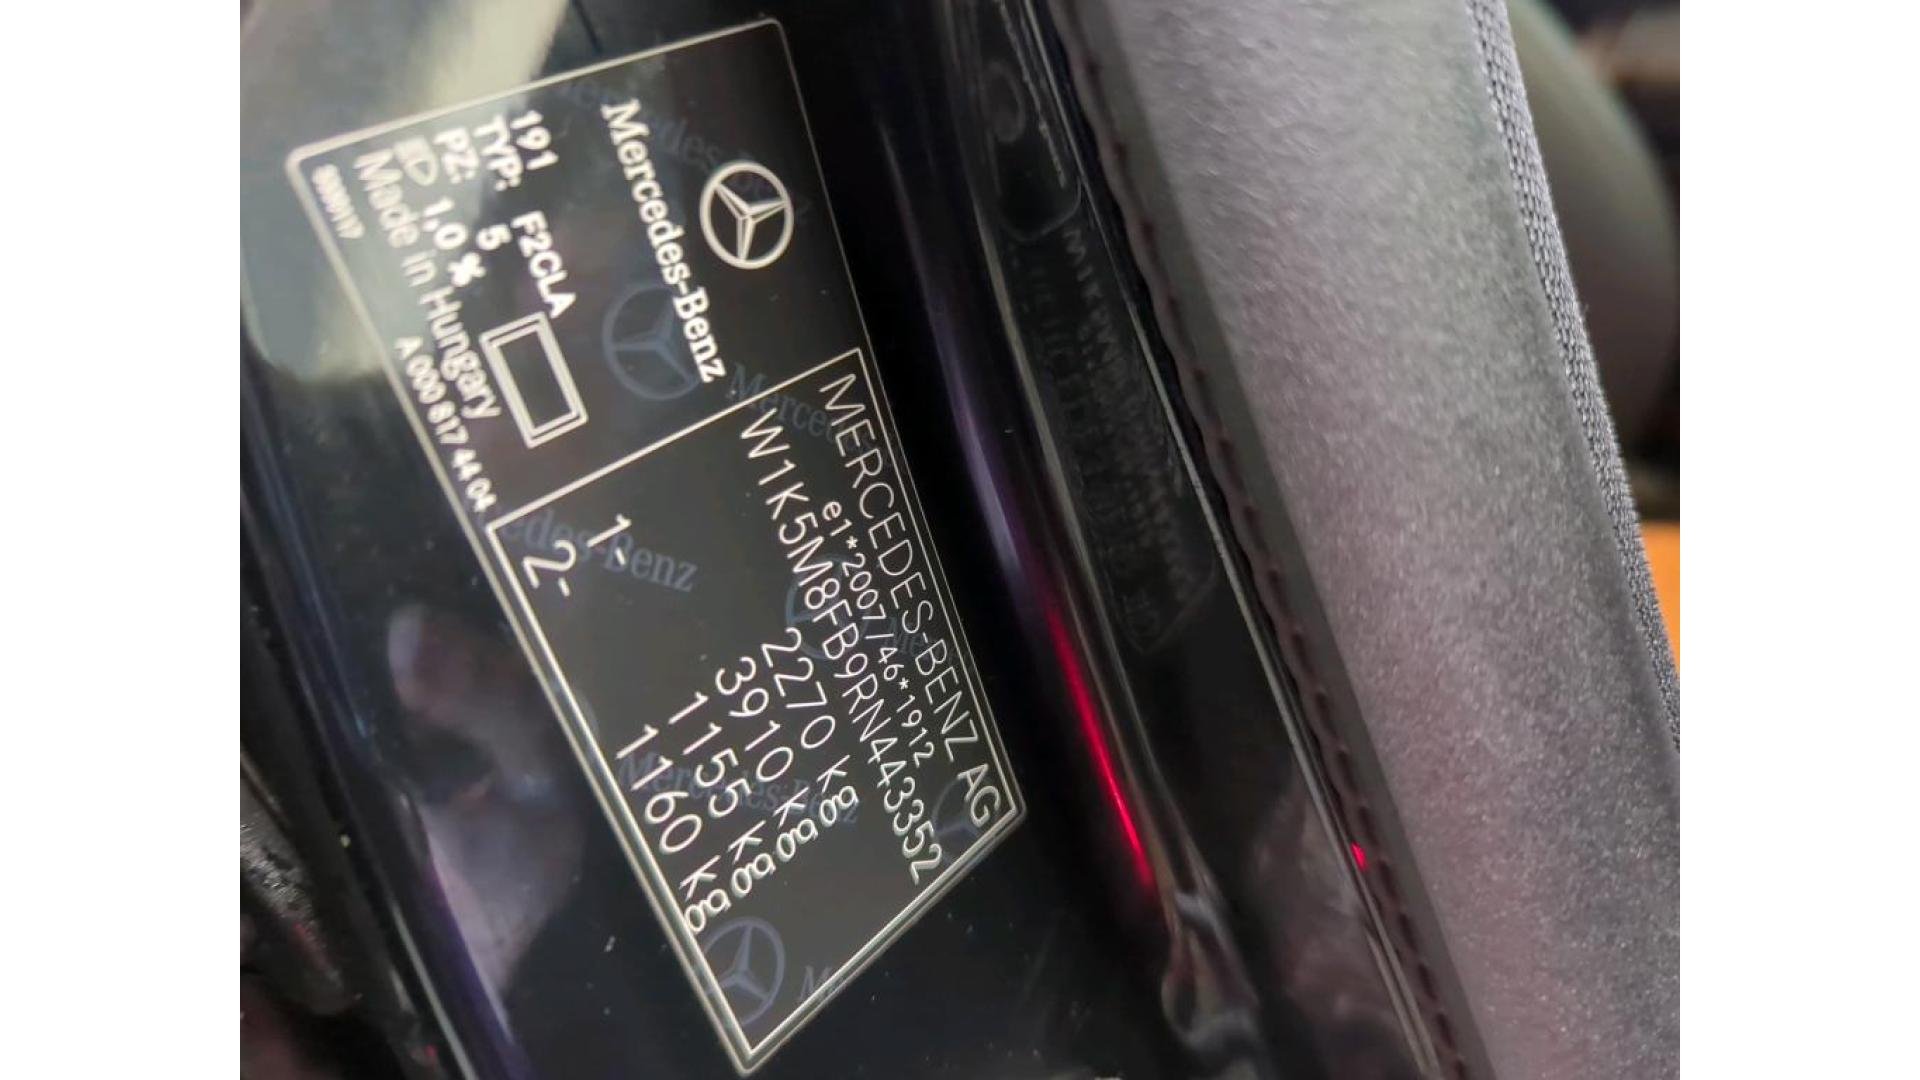 Mercedes-Benz
191
TYP: F2CLA
PZ: 5
1,0 %
Made in Hungary
A 000 817 44 04
MERCEDES-BENZ AG
e1*2007/46*1912
W1K5M8FB9RN443352
2270 kg
3910 kg
1- 1155 kg
2- 1160 kg